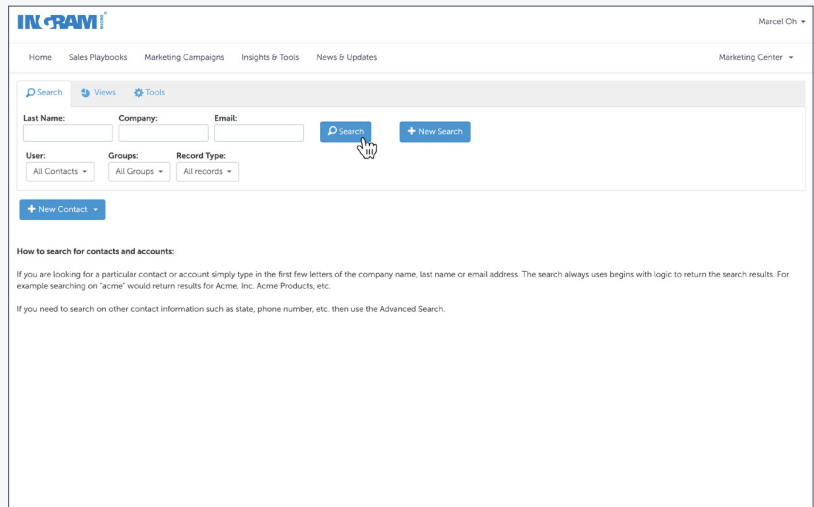 INGRAM MICRO
Marcel Oh
Home Sales Playbooks Marketing Campaigns Insights & Tools News & Updates Marketing Center
Search Views Tools
Last Name: Company: Email:
Search New Search
User: Groups: Record Type:
All Contacts All Groups All records
New Contact
How to search for contacts and accounts:
If you are looking for a particular contact or account simply type in the first few letters of the company name, last name or email address. The search always uses begins with logic to return the search results. For
example searching on "acme" would return results for Acme, Inc. Acme Products, etc.
If you need to search on other contact information such as state, phone number, etc. then use the Advanced Search.